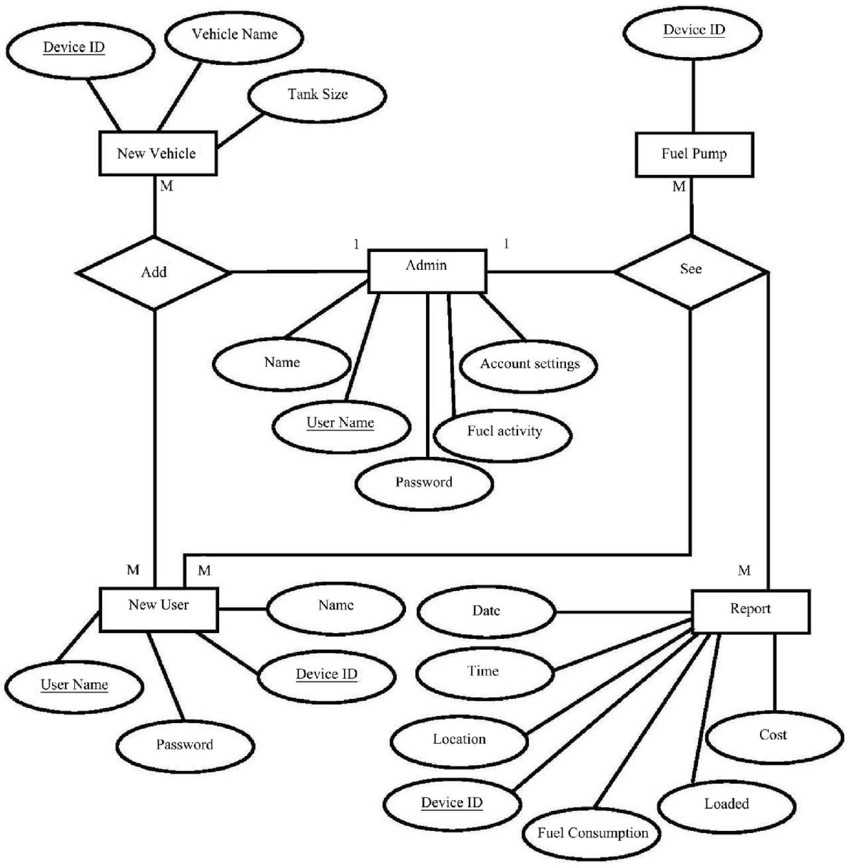 Device ID
Vehicle Name
Tank Size
Device ID
New Vehicle
Fuel Pump
M
M
Add
1
Admin
1
See
Name
Account settings
User Name
Fuel activity
Password
M
M
M
New User
Name
Date
Report
User Name
Device ID
Time
Password
Location
Cost
Device ID
Fuel Consumption
Loaded